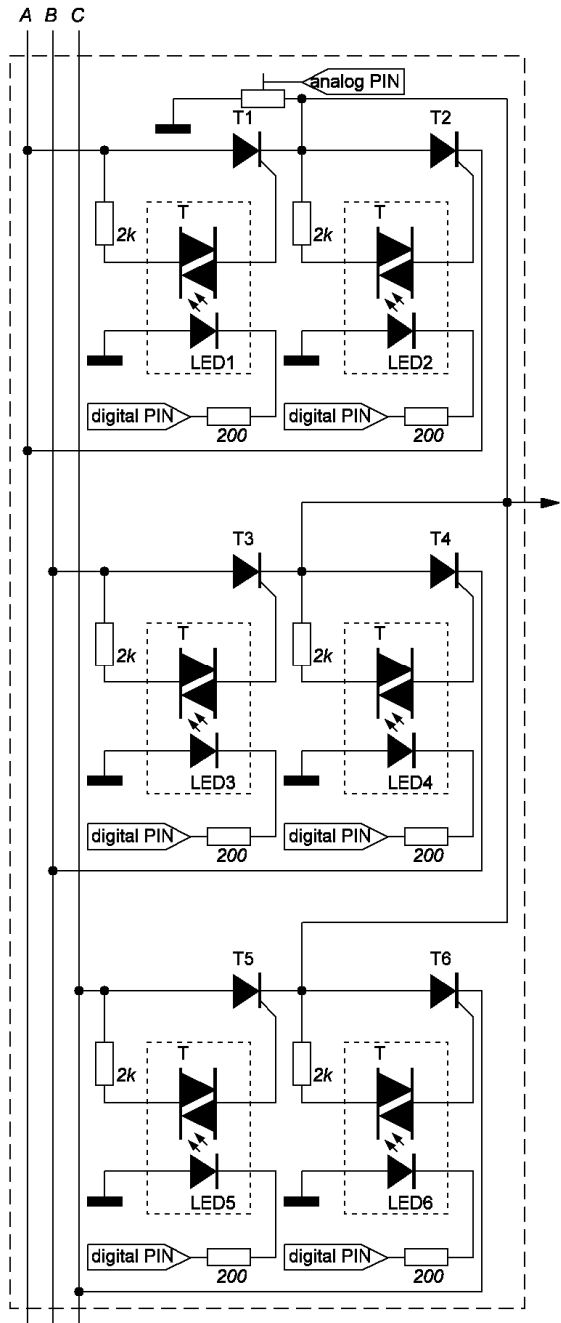 A B C
analog PIN
T1 T2
2k T 2k T
LED1 LED2
digital PIN digital PIN
200 200
T3 T4
2k T 2k T
LED3 LED4
digital PIN digital PIN
200 200
T5 T6
2k T 2k T
LED5 LED6
digital PIN digital PIN
200 200